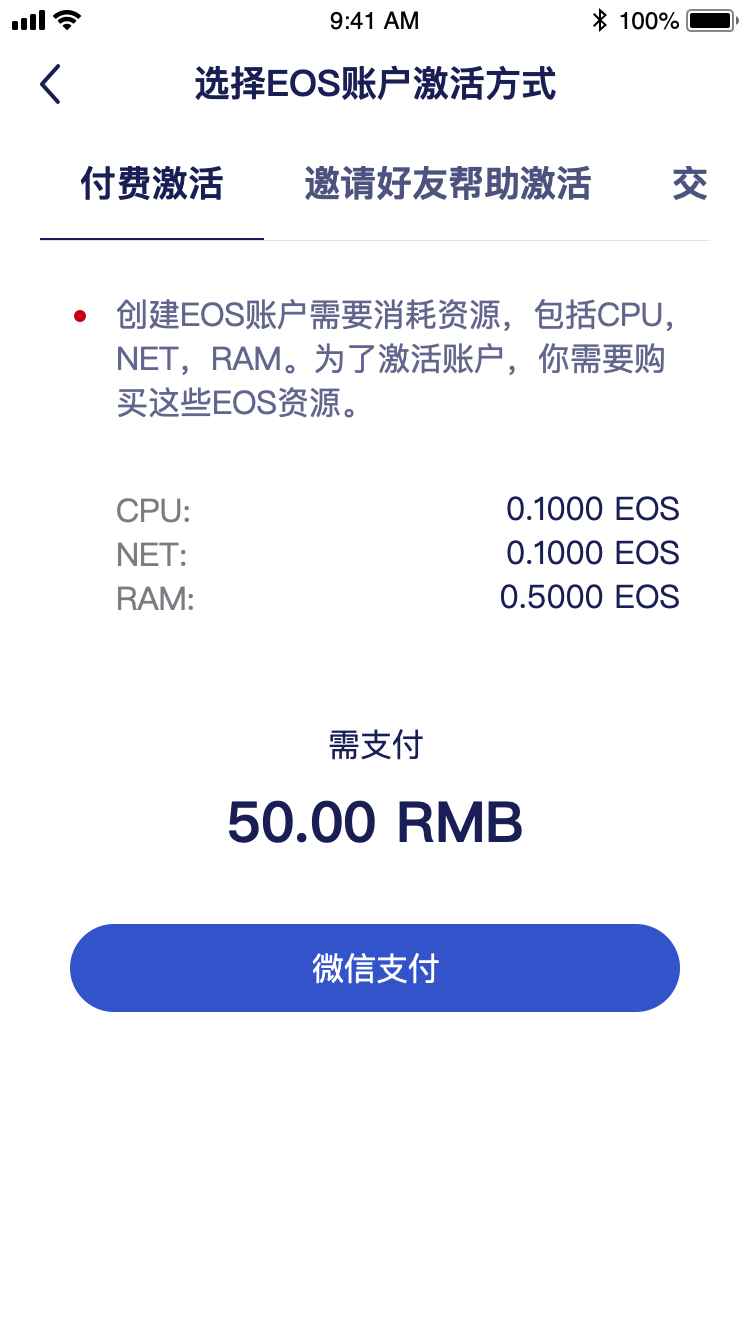 9:41 AM
100%
选择EOS账户激活方式
付费激活
邀请好友帮助激活
交
创建EOS账户需要消耗资源，包括CPU，
NET，RAM。为了激活账户，你需要购
买这些EOS资源。
CPU:
0.1000 EOS
NET:
0.1000 EOS
RAM:
0.5000 EOS
需支付
50.00 RMB
微信支付